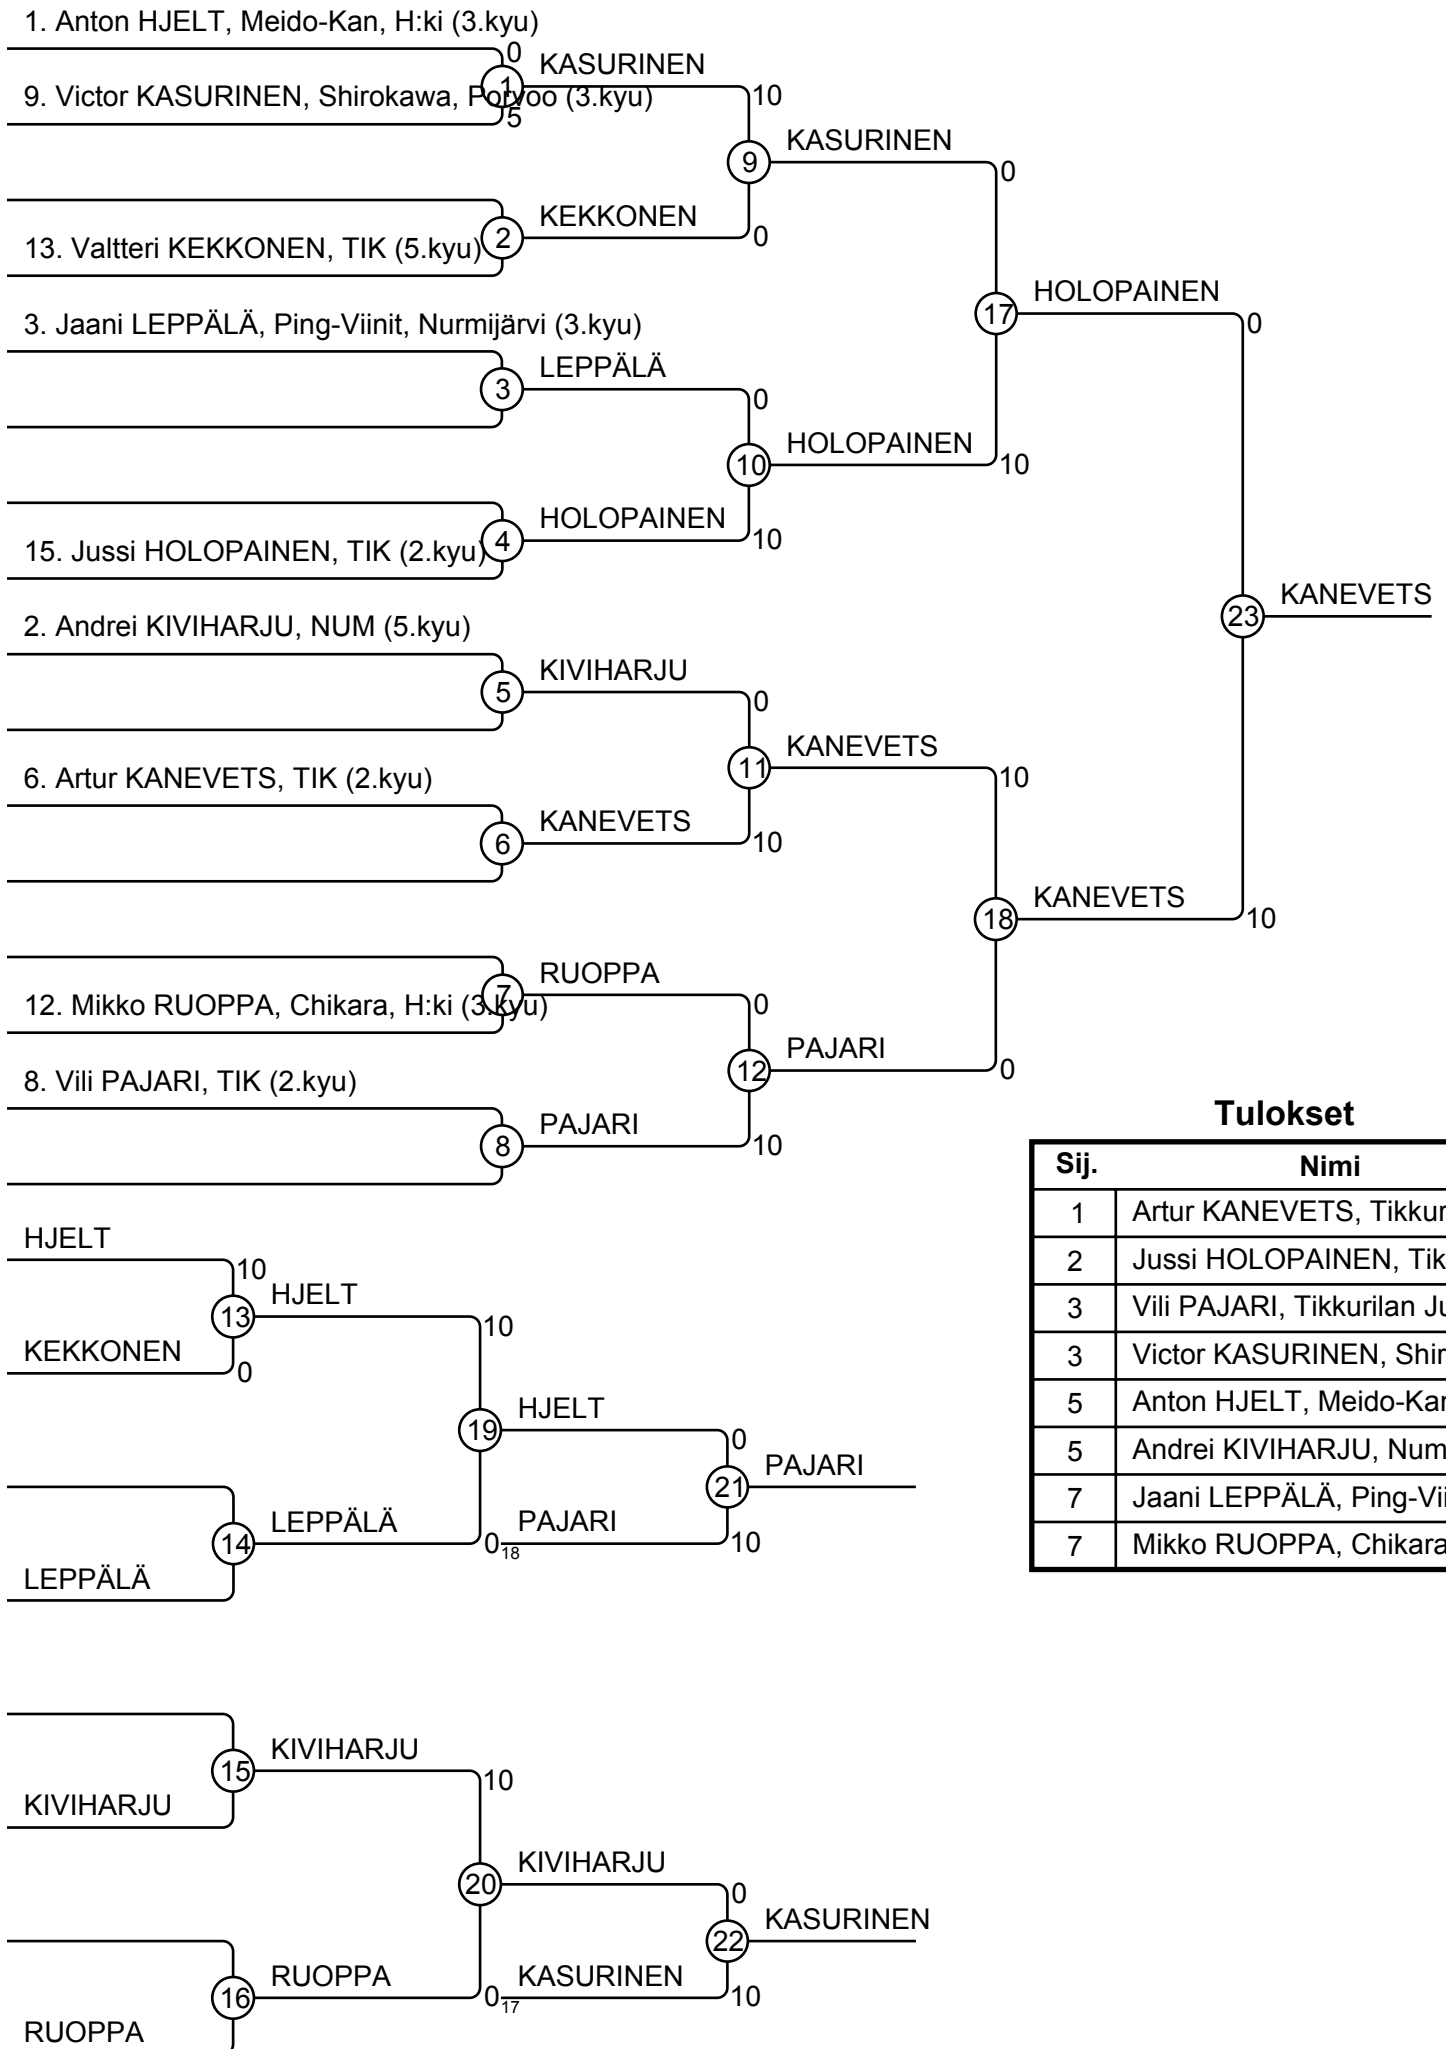 1. Anton HJELT, Meido-Kan, H:ki (3.kyu)
0
KASURINEN
1
9. Victor KASURINEN, Shirokawa, Porvoo (3.kyu)
10
5
KASURINEN
9
0
KEKKONEN
2
0
13. Valtteri KEKKONEN, TIK (5.kyu)
HOLOPAINEN
17
0
3. Jaani LEPPÄLÄ, Ping-Viinit, Nurmijärvi (3.kyu)
LEPPÄLÄ
3
0
HOLOPAINEN
10
10
HOLOPAINEN
4
10
15. Jussi HOLOPAINEN, TIK (2.kyu)
KANEVETS
23
2. Andrei KIVIHARJU, NUM (5.kyu)
KIVIHARJU
5
0
KANEVETS
11
10
6. Artur KANEVETS, TIK (2.kyu)
KANEVETS
6
10
KANEVETS
18
10
RUOPPA
7
0
12. Mikko RUOPPA, Chikara, H:ki (3.kyu)
PAJARI
12
0
8. Vili PAJARI, TIK (2.kyu)
PAJARI
8
10
Tulokset
Sij. Nimi
1 Artur KANEVETS, Tikkur
2 Jussi HOLOPAINEN, Tik
3 Vili PAJARI, Tikkurilan Ju
3 Victor KASURINEN, Shir
5 Anton HJELT, Meido-Kan
5 Andrei KIVIHARJU, Num
7 Jaani LEPPÄLÄ, Ping-Vii
7 Mikko RUOPPA, Chikara
HJELT
10
HJELT
13
10
KEKKONEN
0
HJELT
19
0
PAJARI
21
LEPPÄLÄ
14
0
18
PAJARI
10
LEPPÄLÄ
KIVIHARJU
15
10
KIVIHARJU
KIVIHARJU
20
0
KASURINEN
22
RUOPPA
16
0
17
KASURINEN
10
RUOPPA